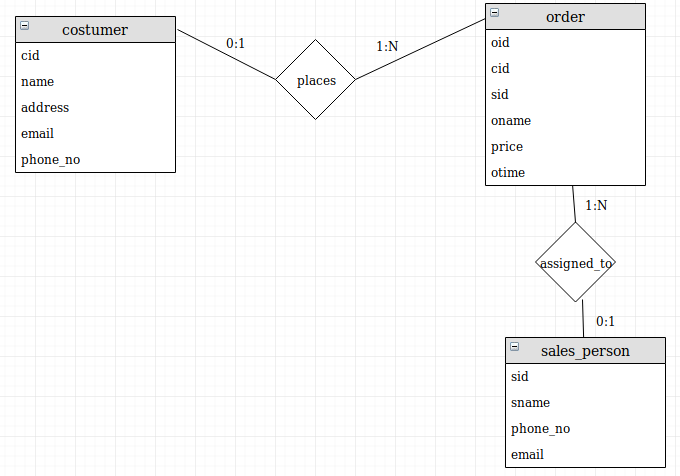 costumer
cid
name
address
email
phone_no
0:1
places
1:N
order
oid
cid
sid
oname
price
otime
1:N
assigned_to
0:1
sales_person
sid
sname
phone_no
email